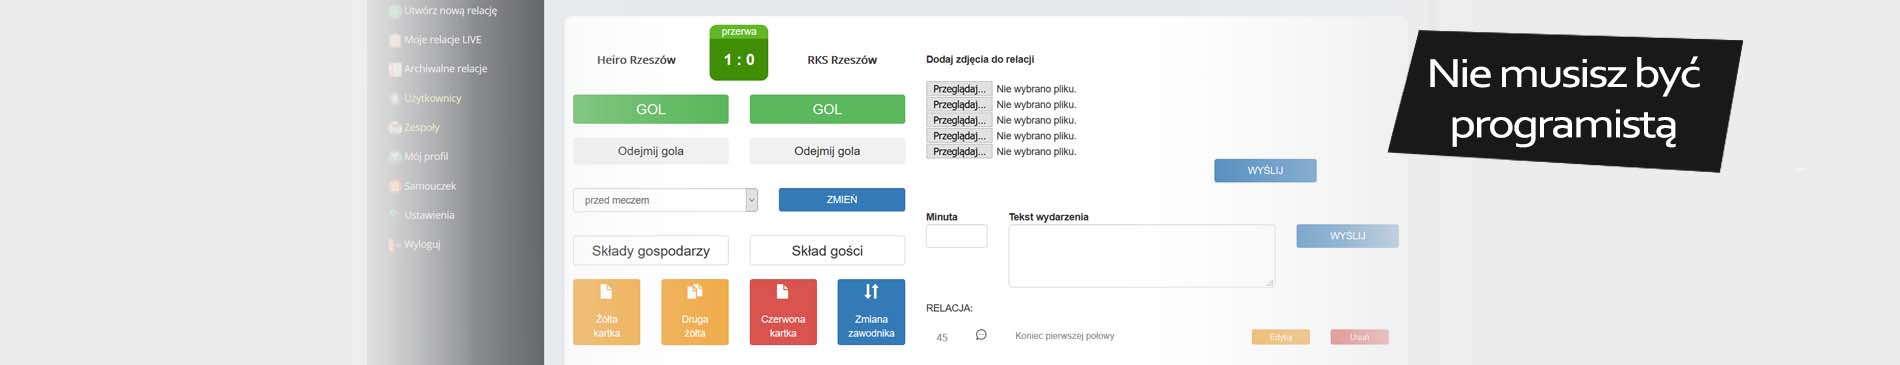 Utwórz nową relację
Moje relacje LIVE
Archiwalne relacje
Użytkownicy
Zespoły
Mój profil
Samouczek
Ustawienia
Wyloguj
przerwa
Heiro Rzeszów
1 : 0
RKS Rzeszów
GOL
GOL
Odejmij gola
Odejmij gola
przed meczem
ZMIEŃ
Składy gospodarzy
Skład gości
Żółta
kartka
Druga
żółta
Czerwona
kartka
Zmiana
zawodnika
Dodaj zdjęcia do relacji
Przeglądaj... Nie wybrano pliku.
Przeglądaj... Nie wybrano pliku.
Przeglądaj... Nie wybrano pliku.
Przeglądaj... Nie wybrano pliku.
Przeglądaj... Nie wybrano pliku.
WYŚLIJ
Minuta
Tekst wydarzenia
WYŚLIJ
RELACJA:
45
Koniec pierwszej połowy
Edytuj
Usuń
Nie musisz być
programistą